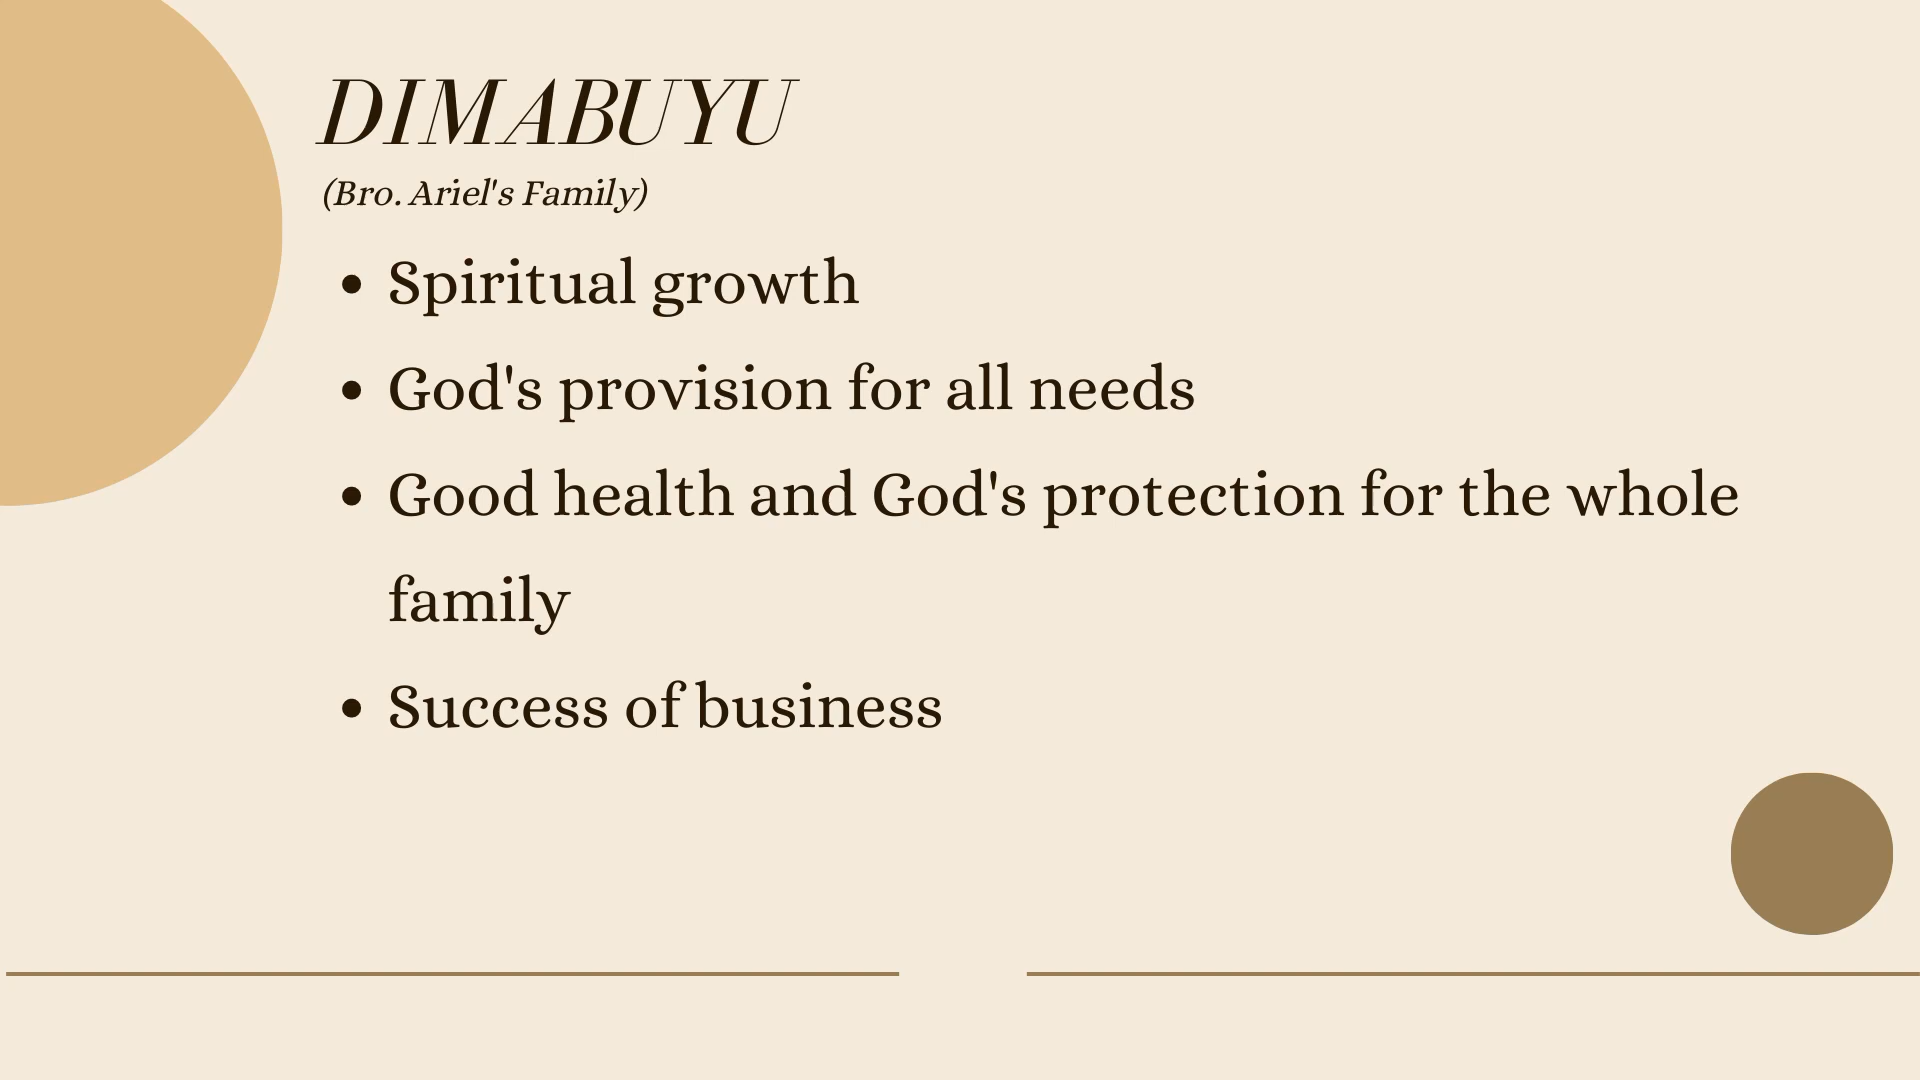 DIMABUYU
(Bro. Ariel's Family)
• Spiritual growth
• God's provision for all needs
• Good health and God's protection for the whole
family
• Success of business